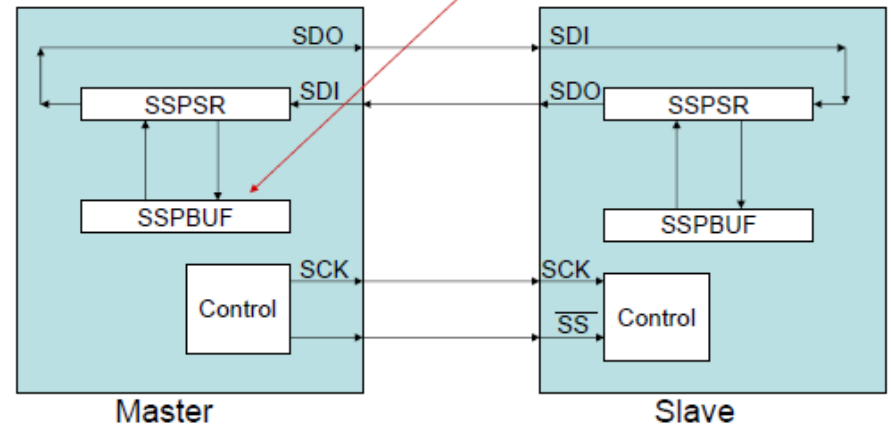 SDO SDI
SDI SDO
SSPSR SSPSR
SSPBUF SSPBUF
SCK SCK
Control SS Control
Master Slave